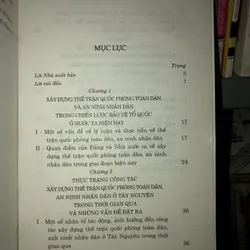 MỤC LỤC
Trang
Lời Nhà xuất bản 5
Lời nói đầu 7
Chương 1
XÂY DỰNG THẾ TRẬN QUỐC PHÒNG TOÀN DÂN
VÀ AN NINH NHÂN DÂN
TRONG CHIẾN LƯỢC BẢO VỆ TỔ QUỐC
Ở NƯỚC TA HIỆN NAY 17
I - Một số vấn đề về lý luận và thực tiễn về thế
trận quốc phòng toàn dân, an ninh nhân dân 17
II - Quan điểm của Đảng và Nhà nước ta về xây
dựng thế trận quốc phòng toàn dân, an ninh
nhân dân trong giai đoạn hiện nay 24
Chương 2
THỰC TRẠNG CÔNG TÁC
XÂY DỰNG THẾ TRẬN QUỐC PHÒNG TOÀN DÂN,
AN NINH NHÂN DÂN Ở TÂY NGUYÊN
TRONG THỜI GIAN QUA
VÀ NHỮNG VẤN ĐỀ ĐẶT RA 36
I - Một số nhân tố tác động, ảnh hưởng đến công
tác xây dựng thế trận quốc phòng toàn dân,
anh ninh nhân dân ở Tây Nguyên trong thời
gian qua 36